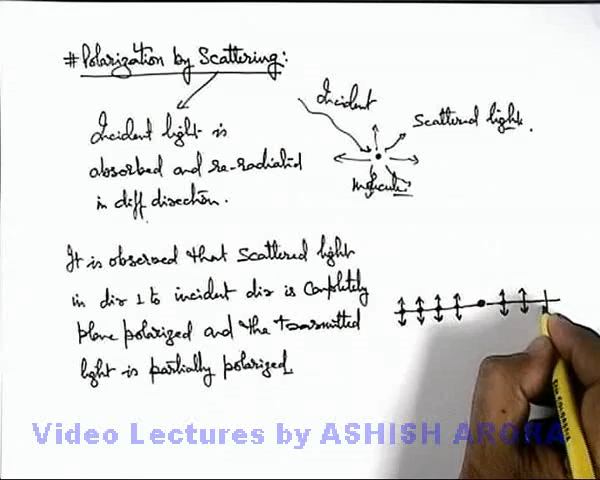 # Polarization by Scattering:
Incident light is
absorbed and re-radiated
in diff direction.
Incident
Scattered light.
molecule
It is observed that scattered light
in dir ⊥ to incident dir is completely
plane polarized and the transmitted
light is partially polarized
Video Lectures by ASHISH ARORA